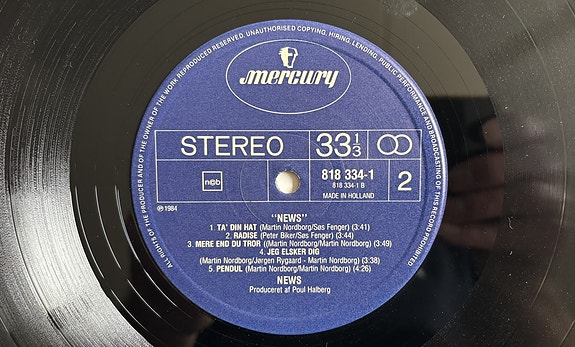 ALL RIGHTS OF THE PRODUCER AND OF THE OWNER OF THE WORK REPRODUCED RESERVED. UNAUTHORISED COPYING, HIRING, LENDING, PUBLIC PERFORMANCE AND BROADCASTING OF THIS RECORD PROHIBITED
mercury
STEREO 33 1/3
ncb 818 334-1 2
818 334-1 B
MADE IN HOLLAND
℗ 1984
"NEWS"
1. TA' DIN HAT (Martin Nordborg/Søs Fenger) (3:41)
2. RADISE (Peter Biker/Søs Fenger) (3:44)
3. MERE END DU TROR ((Martin Nordborg/Martin Nordborg) (3:49)
4. JEG ELSKER DIG
(Martin Nordborg/Jørgen Rygaard - Martin Nordborg) (3:38)
5. PENDUL (Martin Nordborg/Martin Nordborg) (4:26)
NEWS
Produceret af Poul Halberg